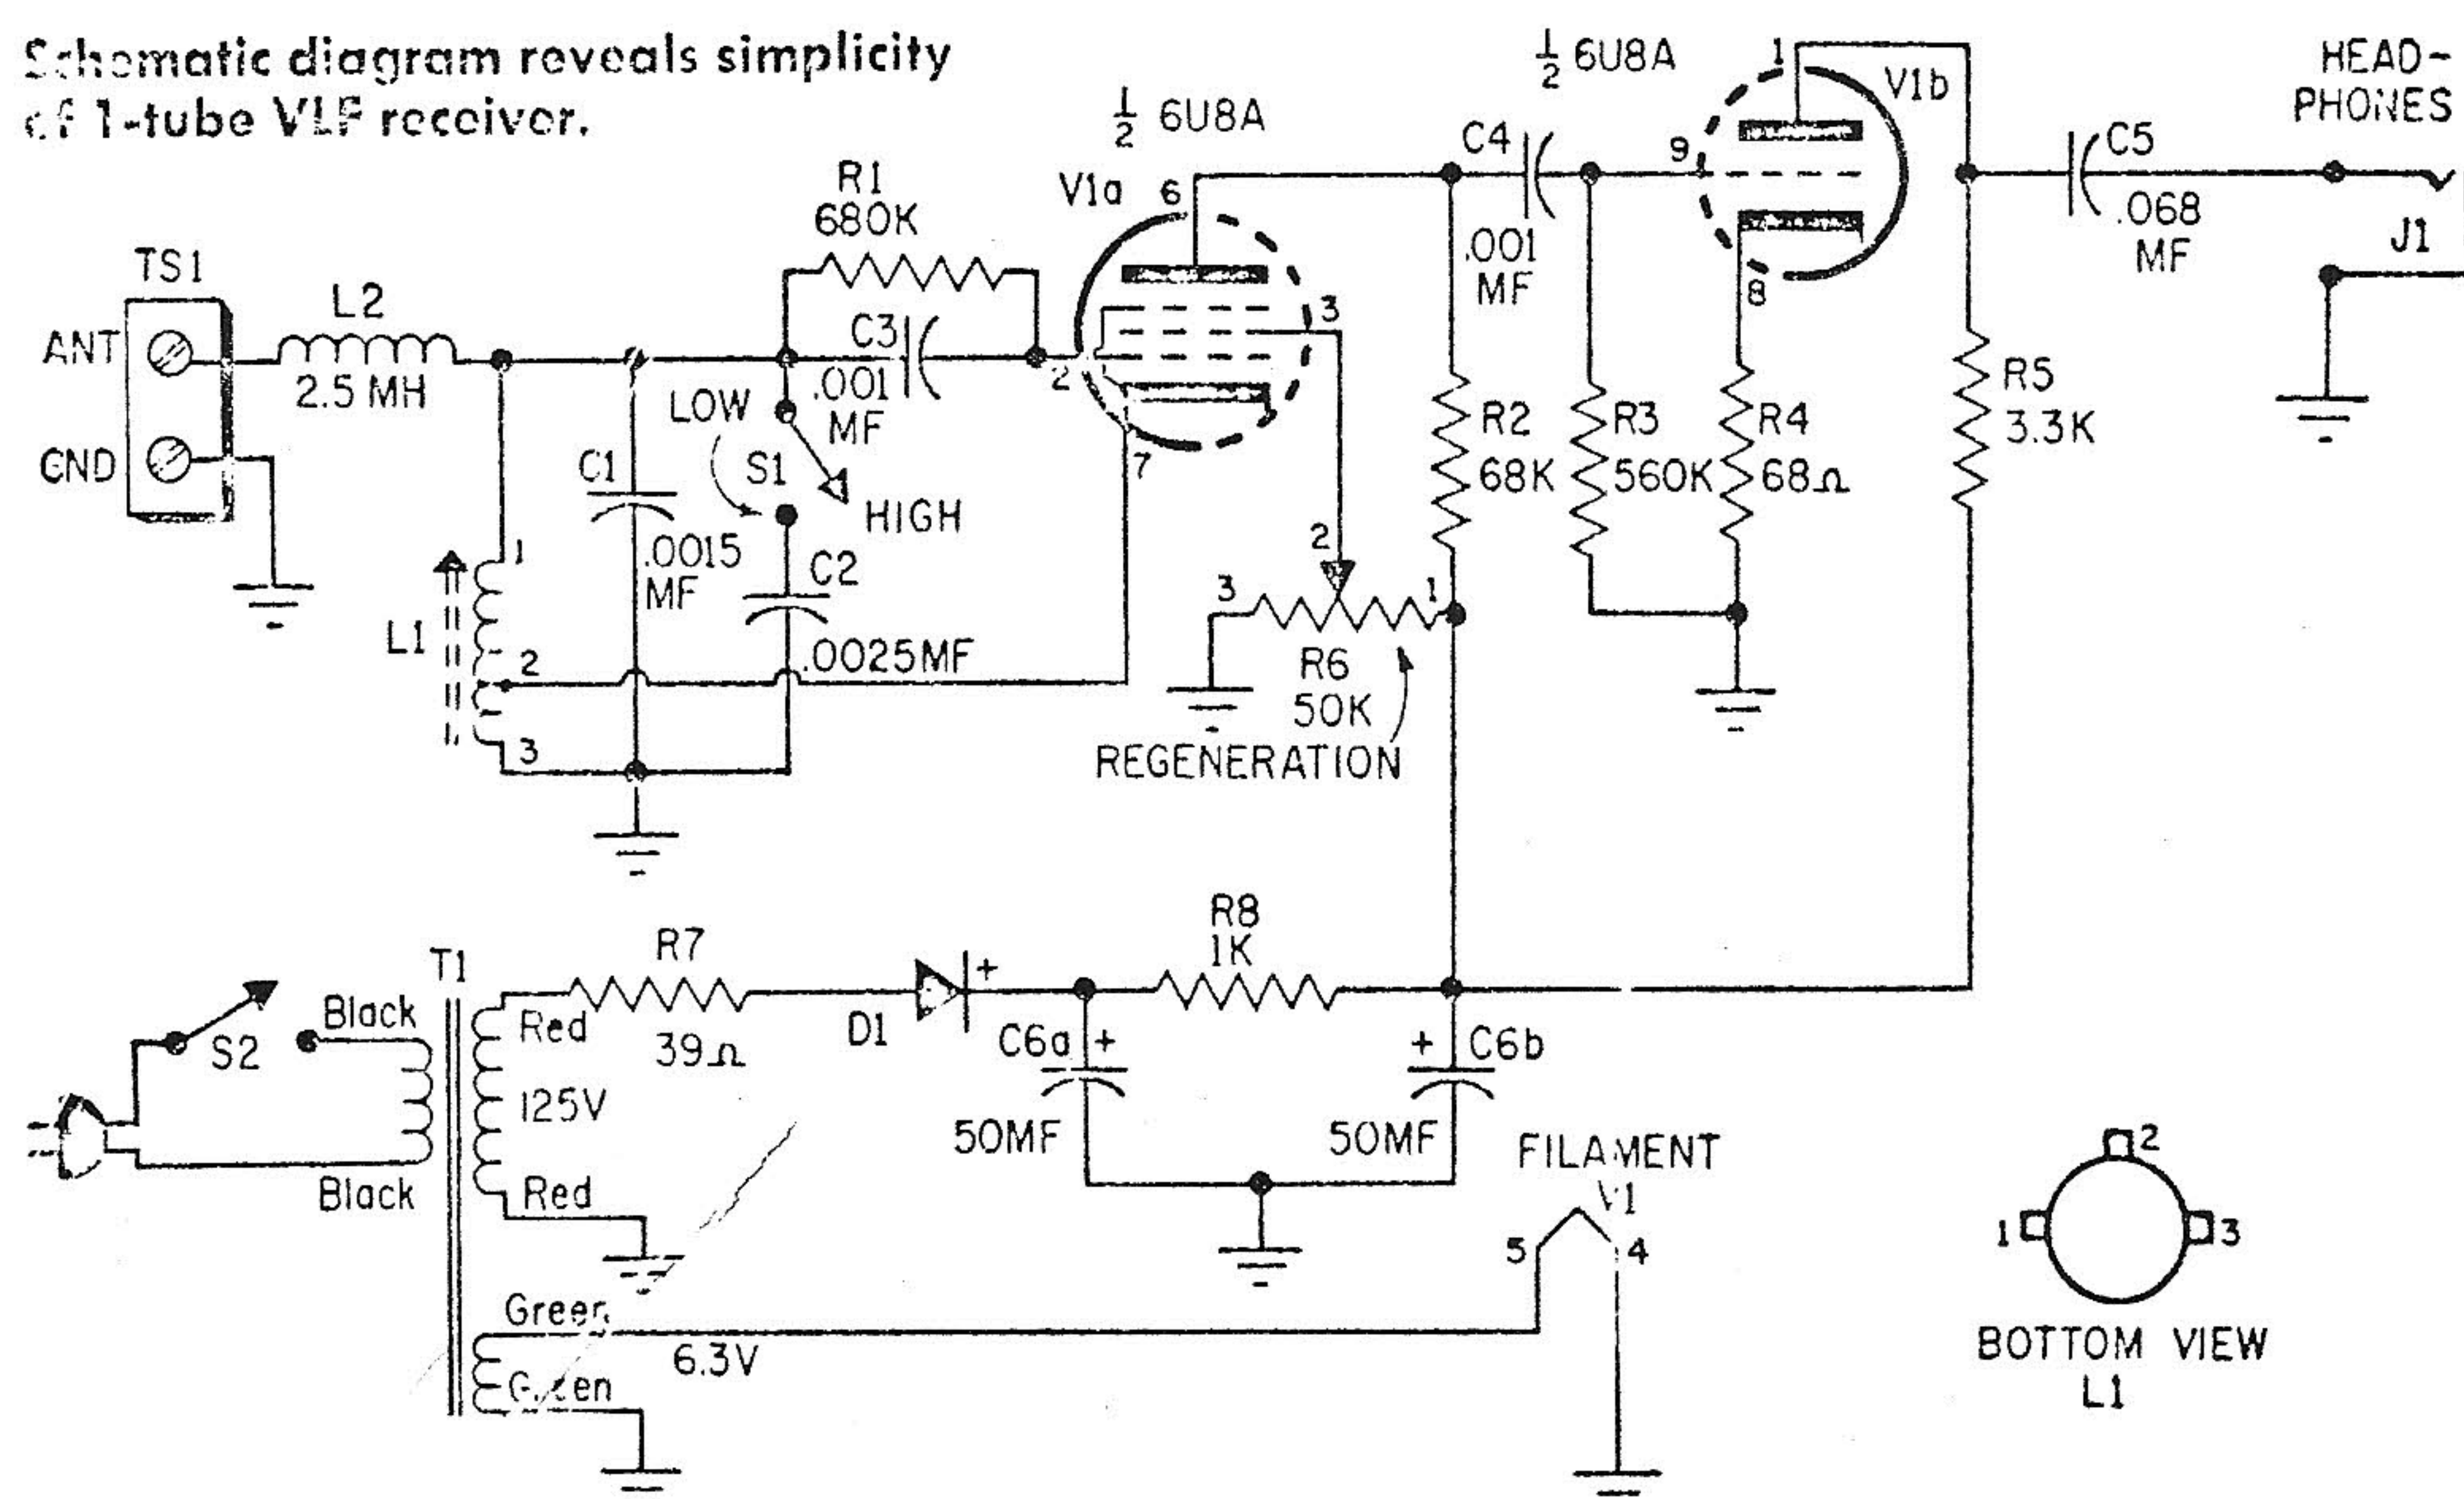 Schematic diagram reveals simplicity
of 1-tube VLF receiver.
TS1
ANT
GND
L2
2.5 MH
R1
680K
C3
.001
MF
LOW
S1
HIGH
C1
.0015
MF
C2
.0025MF
L1
1
2
3
1/2 6U8A
V1a
6
3
2
7
2
3
1
R6
50K
REGENERATION
R2
68K
C4
.001
MF
R3
560K
R4
68Ω
1/2 6U8A
V1b
1
9
8
R5
3.3K
C5
.068
MF
HEAD-
PHONES
J1
T1
S2
Black
Black
Red
125V
Red
Green
6.3V
Green
R7
39Ω
D1
+
R8
1K
C6a +
50MF
+ C6b
50MF
FILAMENT
V1
5
4
1
2
3
BOTTOM VIEW
L1